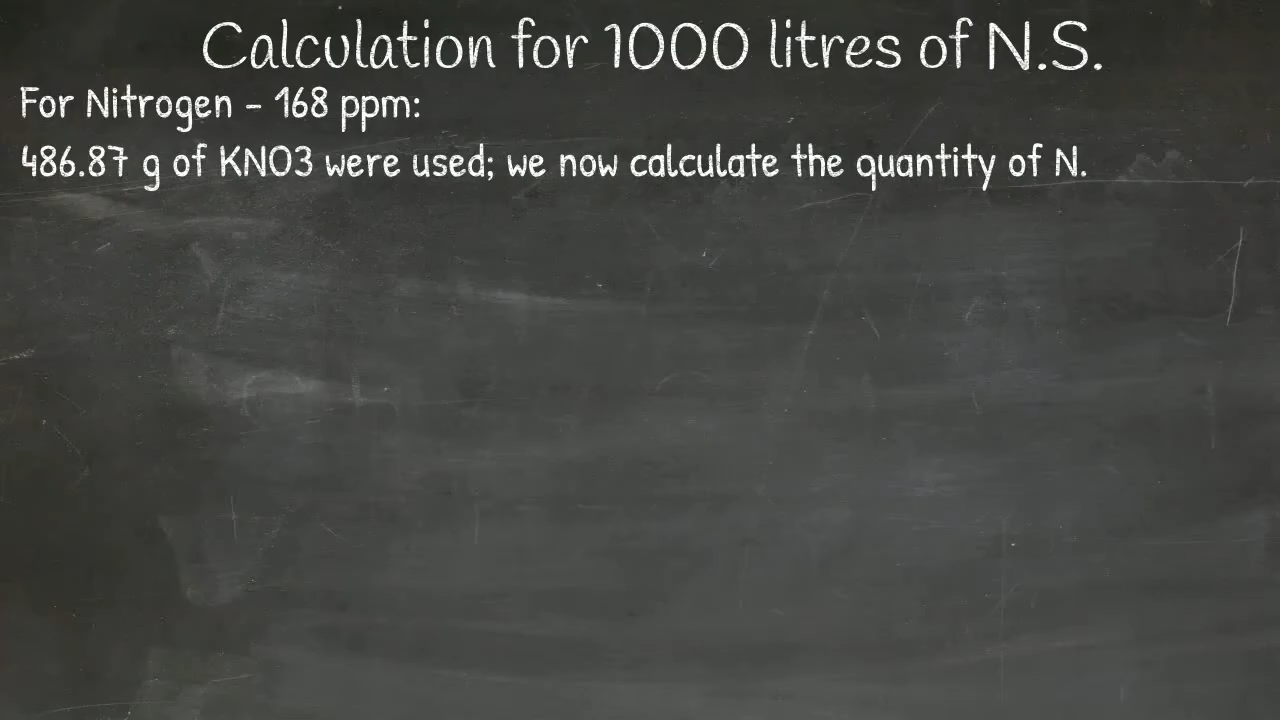 Calculation for 1000 litres of N.S.
For Nitrogen - 168 ppm:
486.87 g of KNO3 were used; we now calculate the quantity of N.